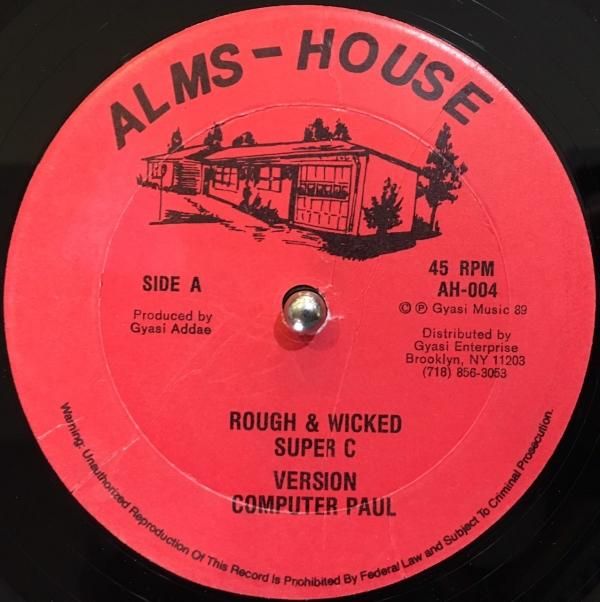 ALMS-HOUSE
SIDE A
Produced by
Gyasi Addae
45 RPM
AH-004
© ℗ Gyasi Music 89
Distributed by
Gyasi Enterprise
Brooklyn, NY 11203
(718) 856-3053
ROUGH & WICKED
SUPER C
VERSION
COMPUTER PAUL
Warning: Unauthorized Reproduction Of This Record Is Prohibited By Federal Law and Subject To Criminal Prosecution.